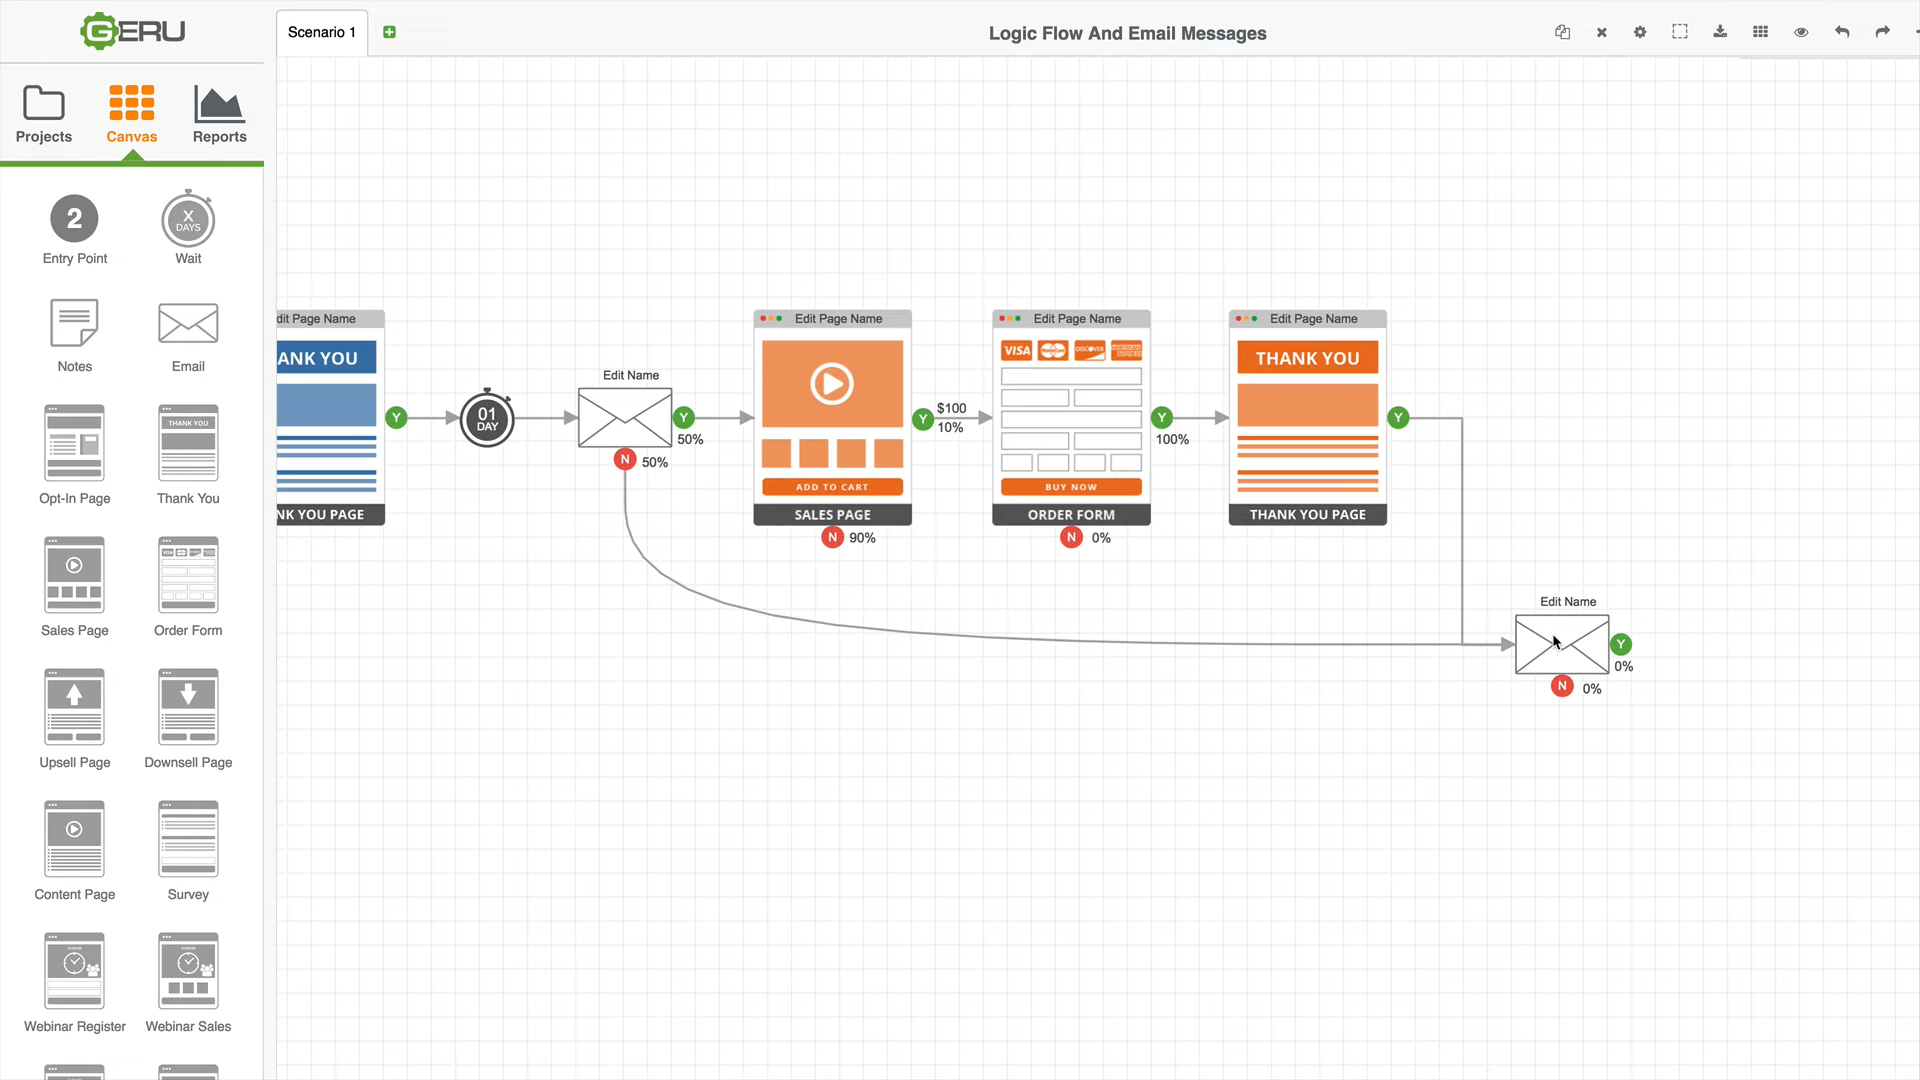 GERU
Scenario 1
Logic Flow And Email Messages
Projects
Canvas
Reports
2
Entry Point
X
DAYS
Wait
Notes
Email
Opt-In Page
THANK YOU
Thank You
Sales Page
Order Form
Upsell Page
Downsell Page
Content Page
Survey
Webinar Register
Webinar Sales
dit Page Name
ANK YOU
NK YOU PAGE
Y
01
DAY
Edit Name
Y
50%
N
50%
Edit Page Name
ADD TO CART
SALES PAGE
Y
$100
10%
N
90%
Edit Page Name
VISA
DISCOVER
BUY NOW
ORDER FORM
Y
100%
N
0%
Edit Page Name
THANK YOU
THANK YOU PAGE
Y
Edit Name
Y
0%
N
0%